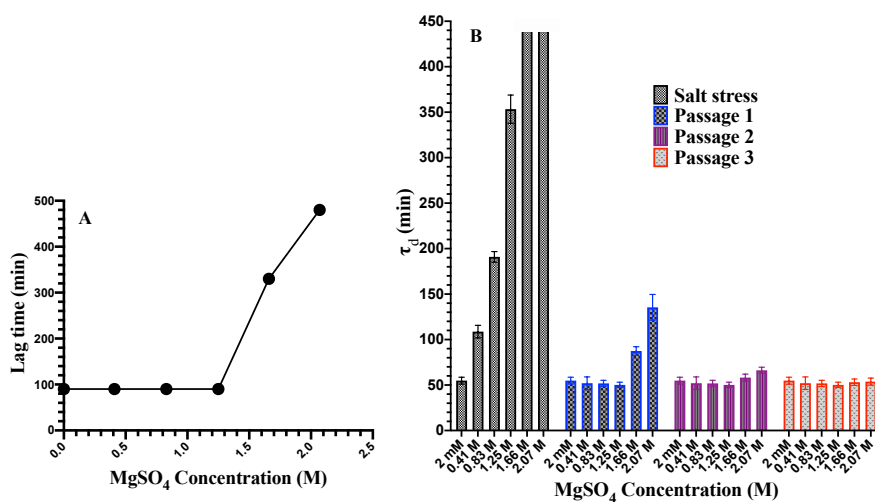 A
Lag time (min)
500
400
300
200
100
0
0.0
0.5
1.0
1.5
2.0
2.5
MgSO₄ Concentration (M)
B
τd (min)
450
400
350
300
250
200
150
100
50
0
Salt stress
Passage 1
Passage 2
Passage 3
2 mM
0.41 M
0.83 M
1.25 M
1.66 M
2.07 M
2 mM
0.41 M
0.83 M
1.25 M
1.66 M
2.07 M
2 mM
0.41 M
0.83 M
1.25 M
1.66 M
2.07 M
2 mM
0.41 M
0.83 M
1.25 M
1.66 M
2.07 M
MgSO₄ Concentration (M)